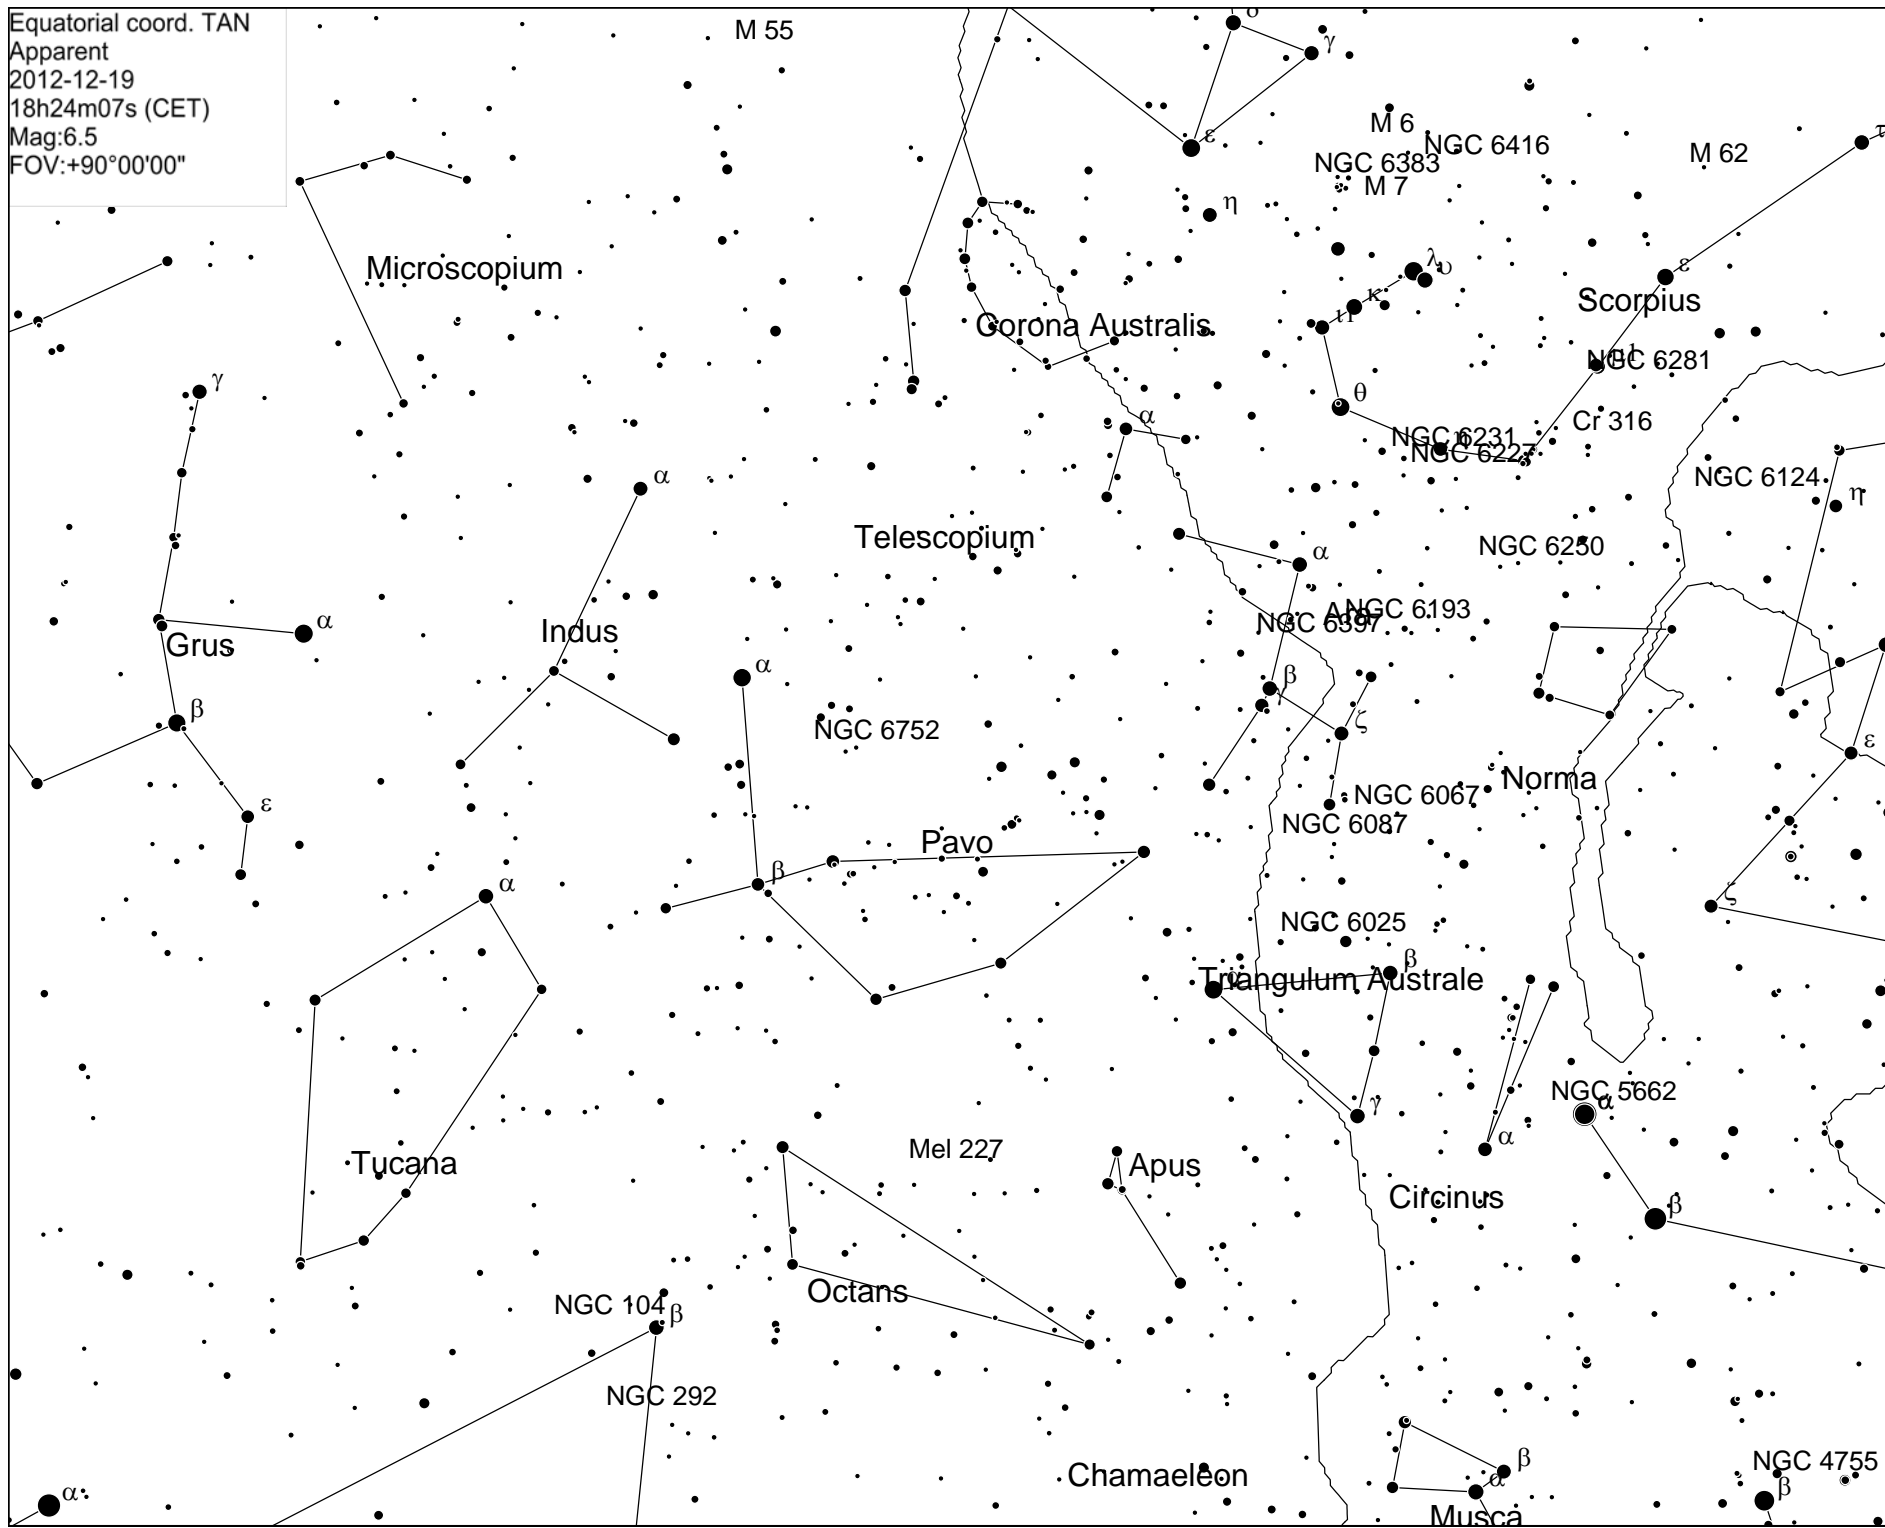 Equatorial coord. TAN
Apparent
2012-12-19
18h24m07s (CET)
Mag:6.5
FOV:+90°00'00"
M 55
δ
γ
ε
M 6
NGC 6416
NGC 6383
M 7
M 62
τ
η
Microscopium
λ
υ
κ
ι1
ε
Scorpius
Corona Australis
μ1
NGC 6281
γ
θ
Cr 316
α
NGC 6231
η
NGC 6227
α
NGC 6124
η
Telescopium
NGC 6250
α
α
Grus
Indus
Ara
NGC 6193
NGC 6397
α
β
γ
β
ζ
NGC 6752
ε
Norma
ε
NGC 6067
NGC 6087
Pavo
β
α
ζ
NGC 6025
β
α
Triangulum Australe
NGC 5662
α
γ
α
Tucana
Mel 227
Apus
Circinus
β
Octans
NGC 104
β
NGC 292
Chamaeleon
β
α
NGC 4755
β
α
Musca